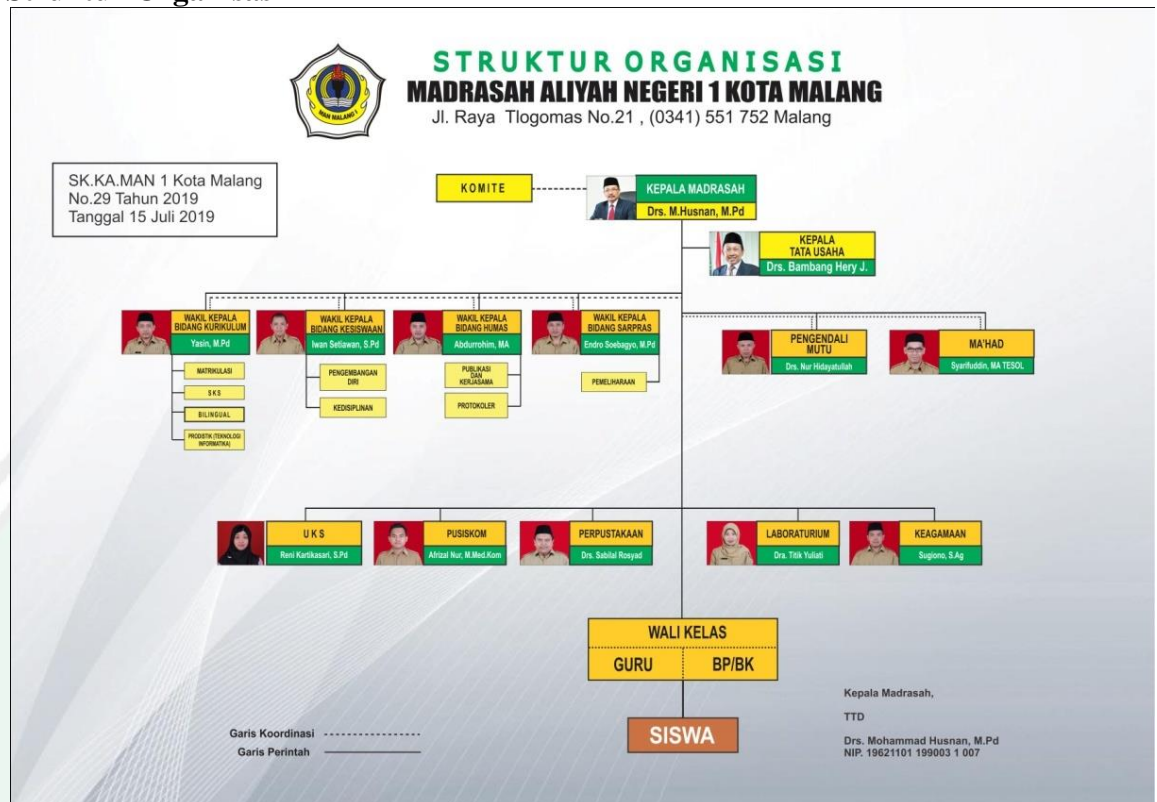 STRUKTUR ORGANISASI
MADRASAH ALIYAH NEGERI 1 KOTA MALANG
Jl. Raya Tlogomas No.21 , (0341) 551 752 Malang
MAN MALANG I
SK.KA.MAN 1 Kota Malang
No.29 Tahun 2019
Tanggal 15 Juli 2019
KOMITE
KEPALA MADRASAH
Drs. M.Husnan, M.Pd
KEPALA
TATA USAHA
Drs. Bambang Hery J.
WAKIL KEPALA
BIDANG KURIKULUM
Yasin, M.Pd
MATRIKULASI
SKS
BILINGUAL
PRODISTIK (TEKNOLOGI
INFORMATIKA)
WAKIL KEPALA
BIDANG KESISWAAN
Iwan Setiawan, S.Pd
PENGEMBANGAN
DIRI
KEDISIPLINAN
WAKIL KEPALA
BIDANG HUMAS
Abdurrohim, MA
PUBLIKASI
DAN
KERJASAMA
PROTOKOLER
WAKIL KEPALA
BIDANG SARPRAS
Endro Soebagyo, M.Pd
PEMELIHARAAN
PENGENDALI
MUTU
Drs. Nur Hidayatullah
MA'HAD
Syarifuddin, MA TESOL
UKS
Reni Kartikasari, S.Pd
PUSISKOM
Afrizal Nur, M.Med.Kom
PERPUSTAKAAN
Drs. Sabilal Rosyad
LABORATURIUM
Dra. Titik Yuliati
KEAGAMAAN
Sugiono, S.Ag
WALI KELAS
GURU
BP/BK
SISWA
Garis Koordinasi
Garis Perintah
Kepala Madrasah,
TTD
Drs. Mohammad Husnan, M.Pd
NIP. 19621101 199003 1 007